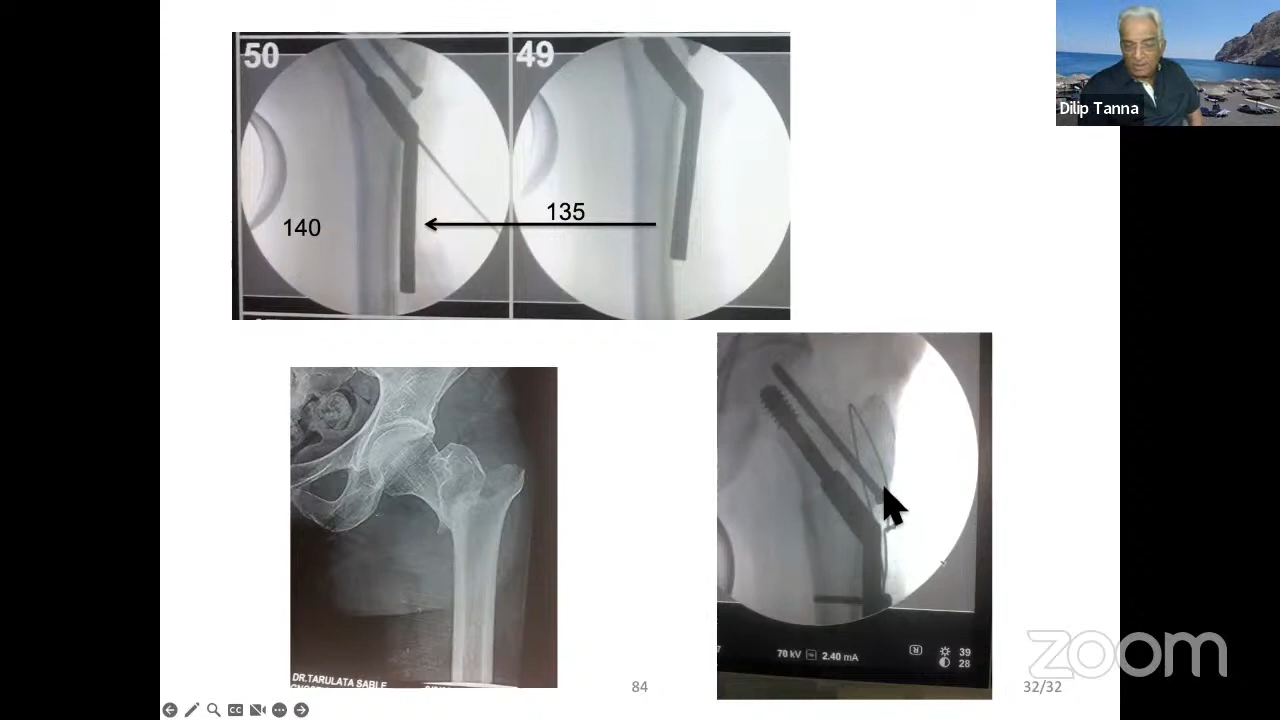 50
49
Dilip Tanna
135
140
70 kV
2.40 mA
R
39
28
DR.TARULATA SABLE
84
32/32
zoom
CC